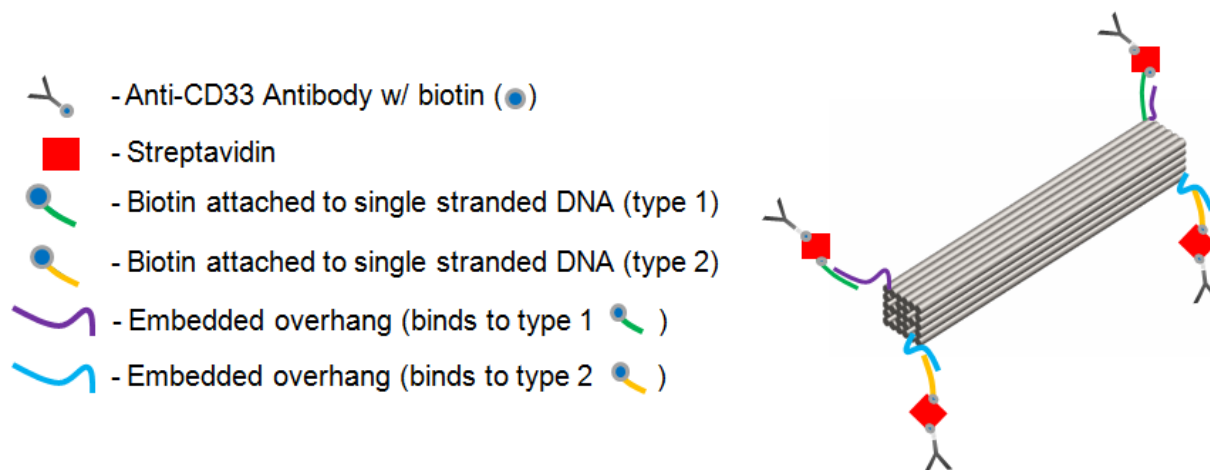 - Anti-CD33 Antibody w/ biotin ( )
- Streptavidin
- Biotin attached to single stranded DNA (type 1)
- Biotin attached to single stranded DNA (type 2)
- Embedded overhang (binds to type 1 )
- Embedded overhang (binds to type 2 )